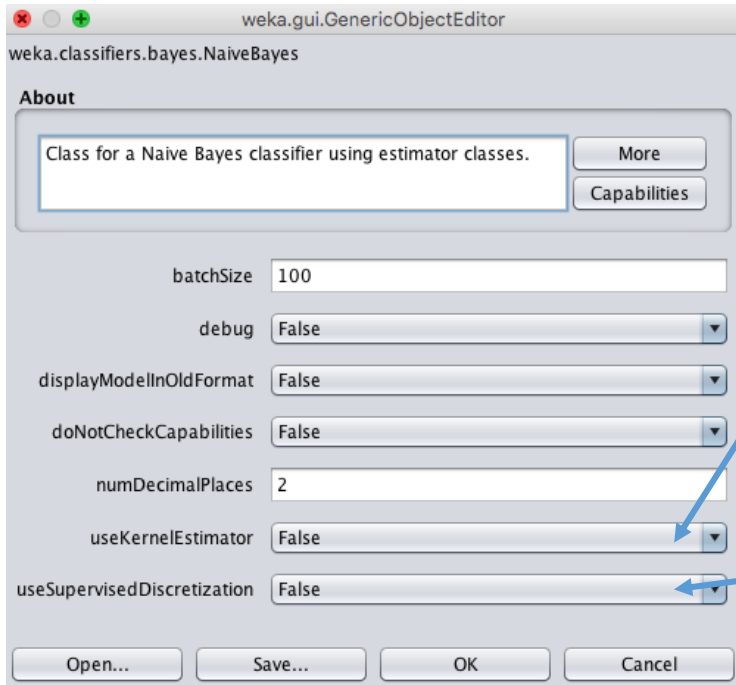 weka.gui.GenericObjectEditor
weka.classifiers.bayes.NaiveBayes
About
Class for a Naive Bayes classifier using estimator classes.
More
Capabilities
batchSize 100
debug False
displayModelInOldFormat False
doNotCheckCapabilities False
numDecimalPlaces 2
useKernelEstimator False
useSupervisedDiscretization False
Open... Save... OK Cancel